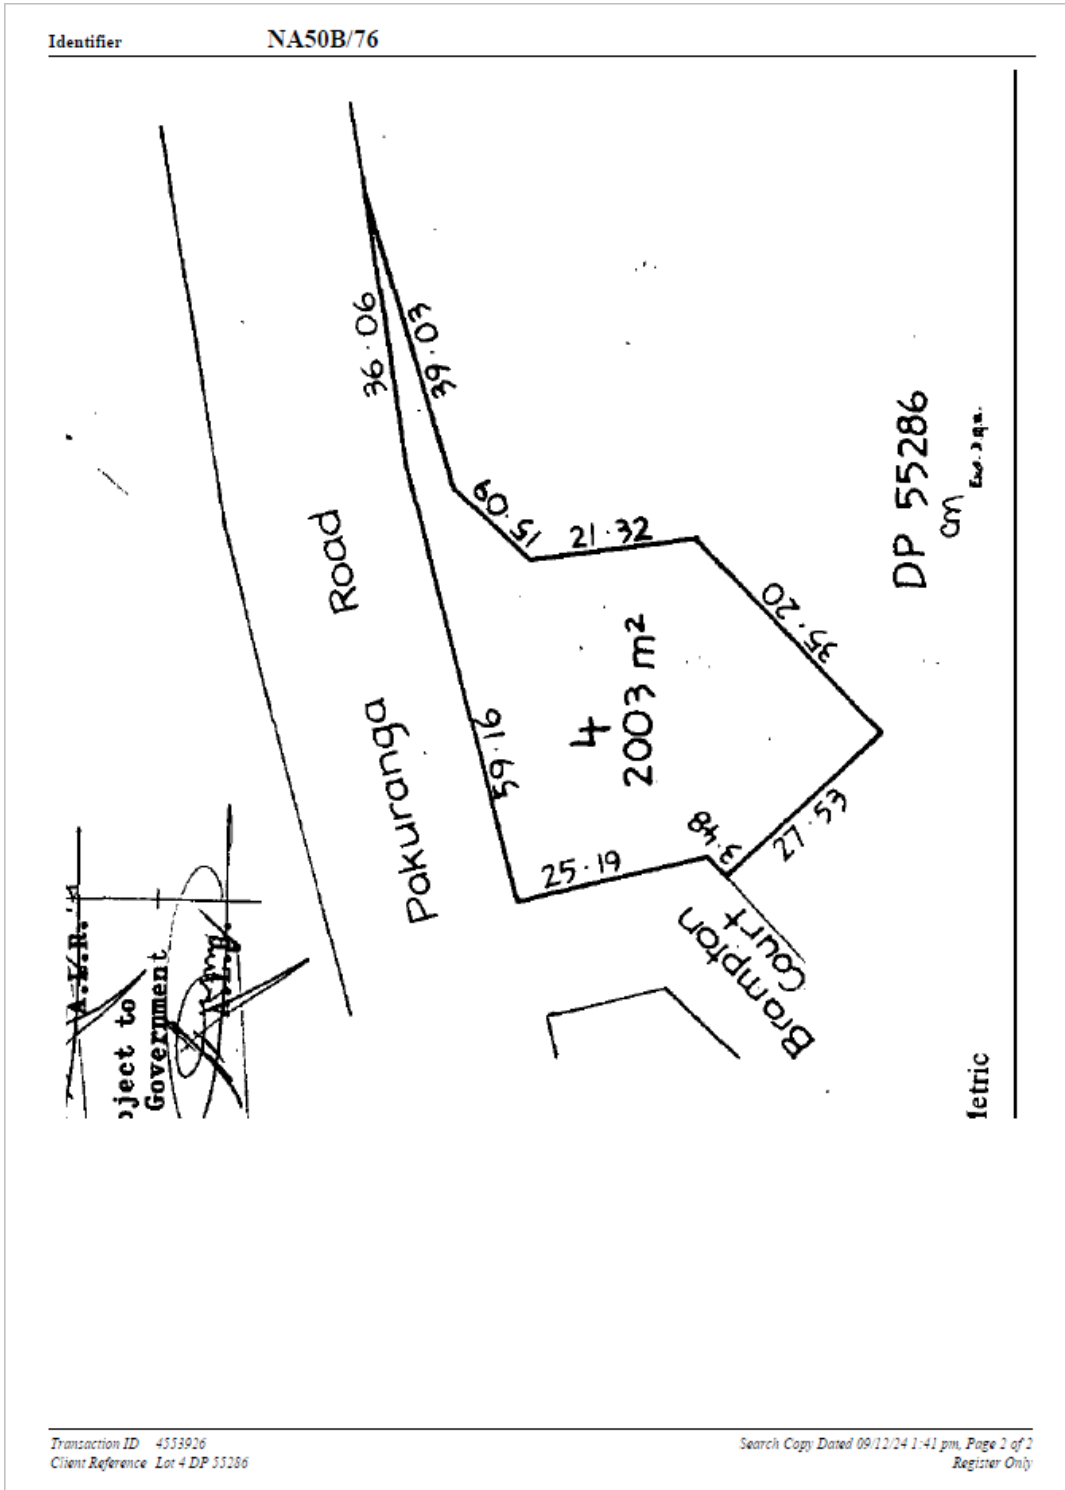 Identifier NA50B/76
36.06
39.03
15.09
21.32
35.20
DP 55286
cm
Road
4
2003 m²
59.16
Pakuranga
3.48
27.53
25.19
Brampton
Court
A.L.R.
A.L.R.
oject to
Government
Metric
Transaction ID 4553926
Client Reference Lot 4 DP 55286
Search Copy Dated 09/12/24 1:41 pm, Page 2 of 2
Register Only